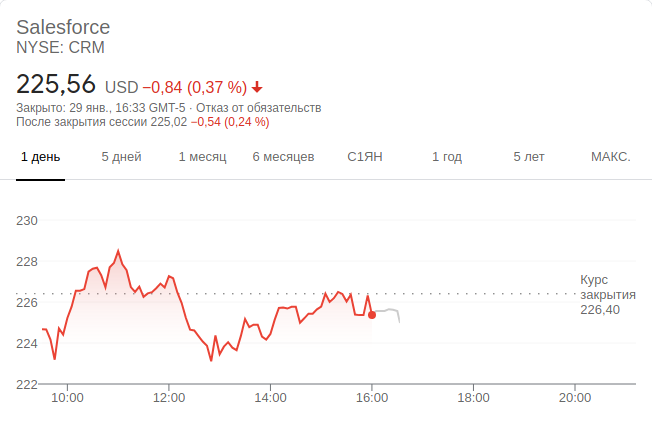 Salesforce
NYSE: CRM
225,56 USD −0,84 (0,37 %)
Закрыто: 29 янв., 16:33 GMT-5 · Отказ от обязательств
После закрытия сессии 225,02 −0,54 (0,24 %)
1 день 5 дней 1 месяц 6 месяцев С1ЯН 1 год 5 лет МАКС.
230
228
Курс
226 закрытия
226,40
224
222
10:00 12:00 14:00 16:00 18:00 20:00